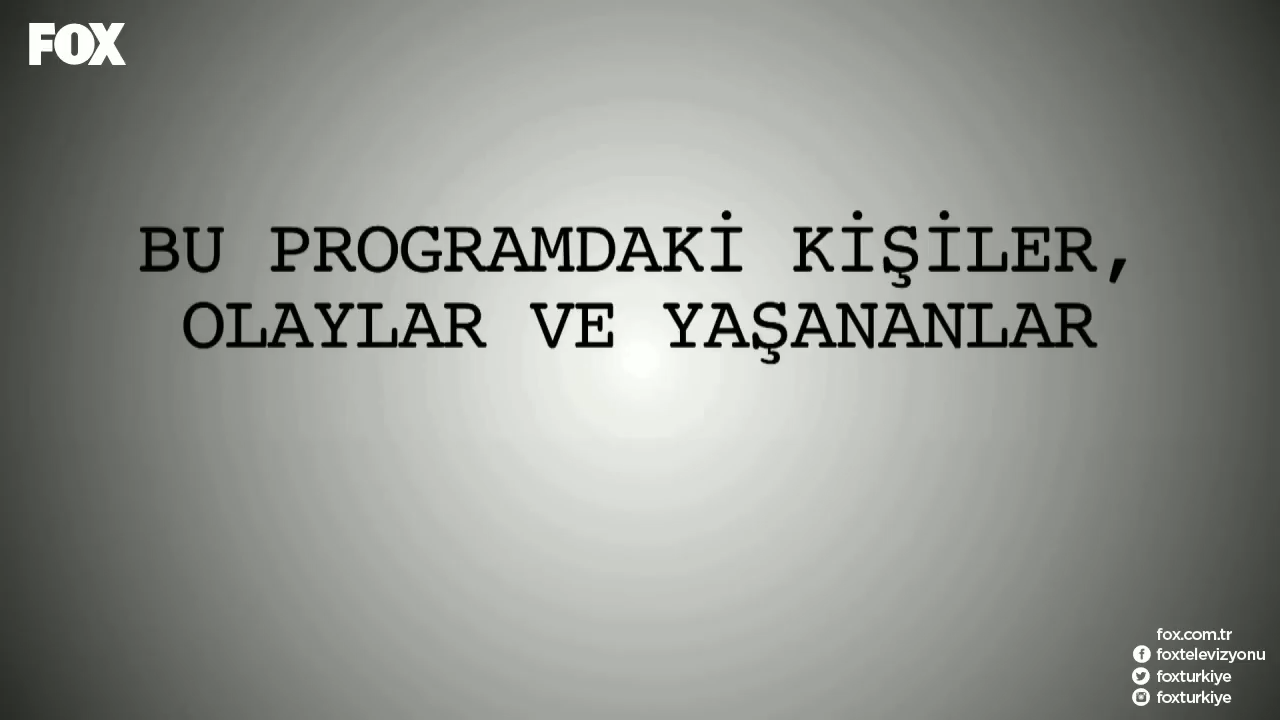 FOX
BU PROGRAMDAKİ KİŞİLER,
OLAYLAR VE YAŞANANLAR
fox.com.tr
foxtelevizyonu
foxturkiye
foxturkiye